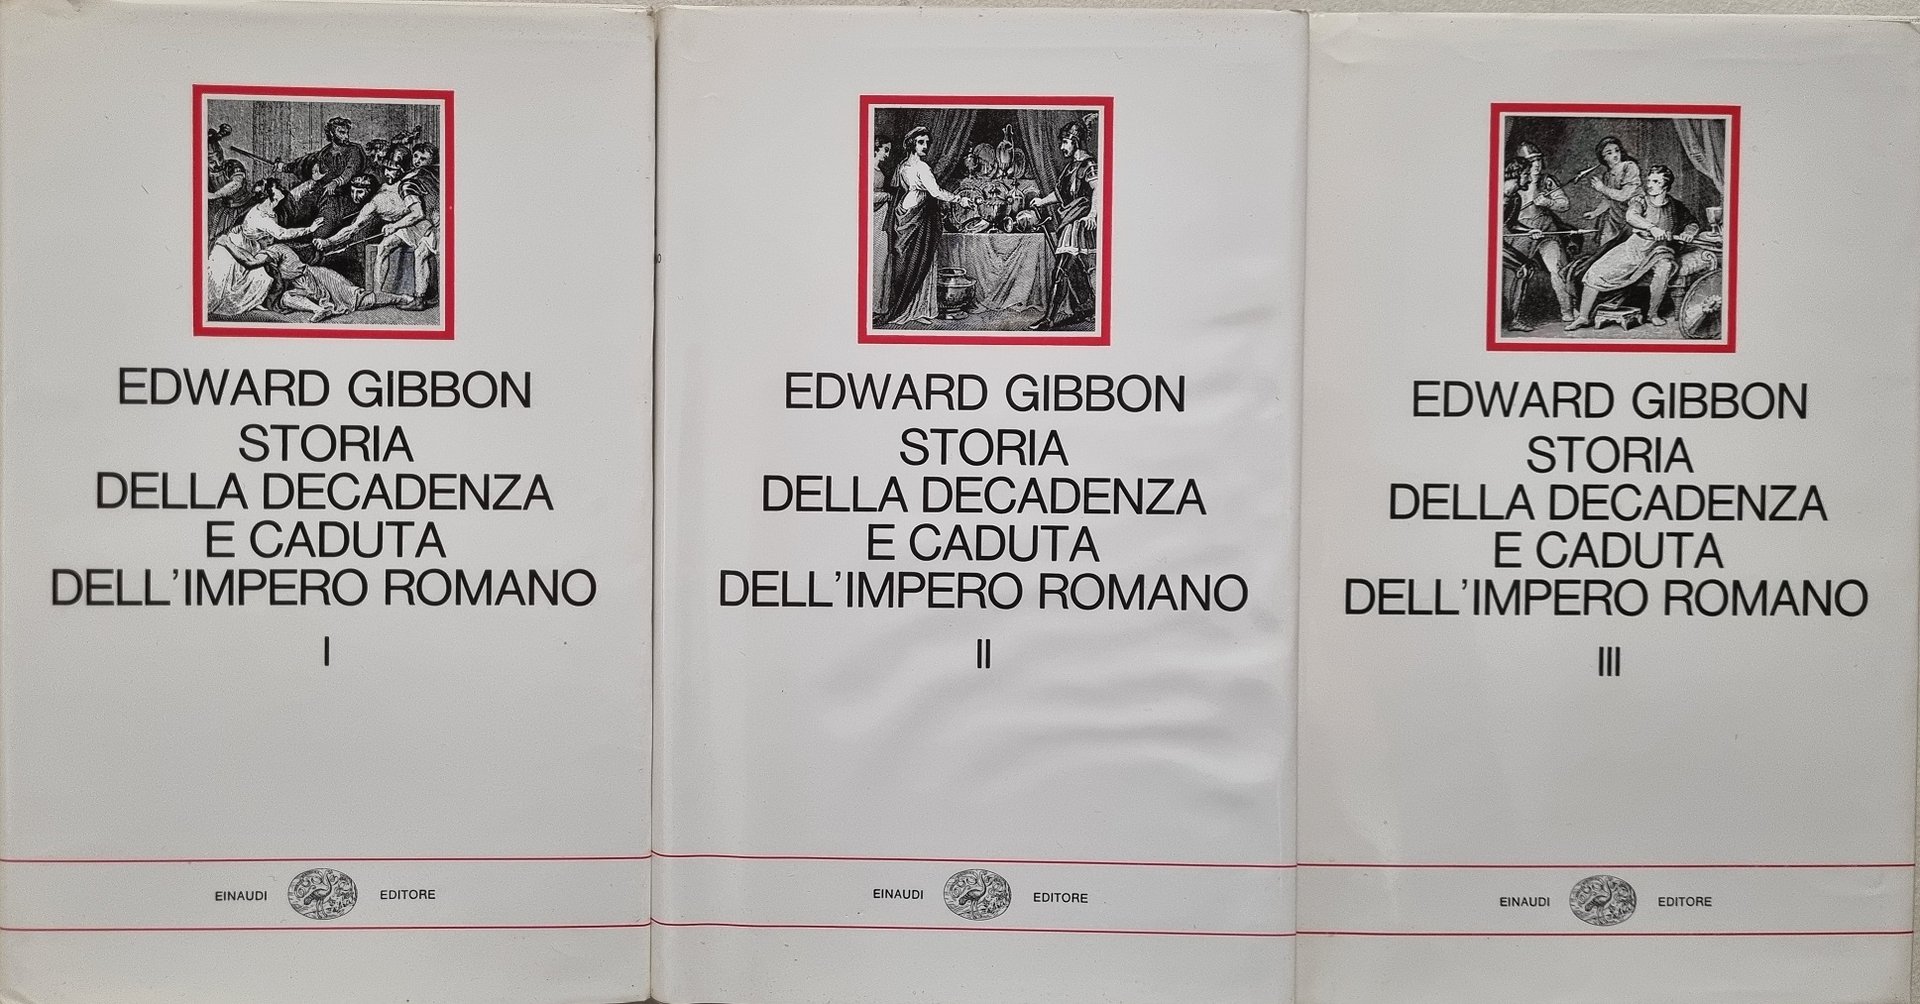 EDWARD GIBBON
STORIA
DELLA DECADENZA
E CADUTA
DELL'IMPERO ROMANO
I
EINAUDI EDITORE
EDWARD GIBBON
STORIA
DELLA DECADENZA
E CADUTA
DELL'IMPERO ROMANO
II
EINAUDI EDITORE
EDWARD GIBBON
STORIA
DELLA DECADENZA
E CADUTA
DELL'IMPERO ROMANO
III
EINAUDI EDITORE